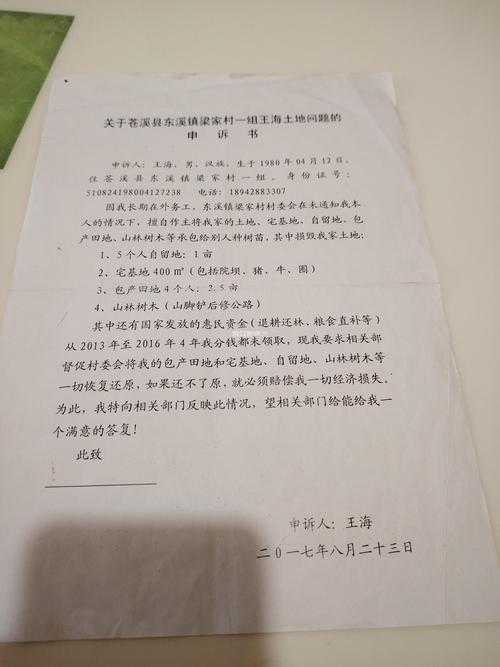 关于苍溪县东溪镇梁家村一组王海土地问题的
申 诉 书
申诉人：王海、男、汉族，生于1980年04月12日，
住苍溪县东溪镇梁家村一组。身份证号：
510824198004127238 电话：18942883307
因我长期在外务工，东溪镇梁家村村委会在未通知我本
人的情况下，擅自作主将我家的土地、宅基地、自留地、包
产田地、山林树木等承包给别人种树苗，其中损毁我家土地：
1、5个人自留地：1亩
2、宅基地400㎡（包括院坝、猪、牛、圈）
3、包产田地4个人：2.5亩
4、山林树木（山脚铲后修公路）
其中还有国家发放的惠民资金（退耕还林、粮食直补等）
从2013年至2016年4年我分钱都未领取，现我要求相关部
督促村委会将我的包产田地和宅基地、自留地、山林树木等
一切恢复还原，如果还不了原，就必须赔偿我一切经济损失。
为此，我特向相关部门反映此情况，望相关部门给能给我一
个满意的答复！
此致
申诉人：王海
二〇一七年八月二十三日